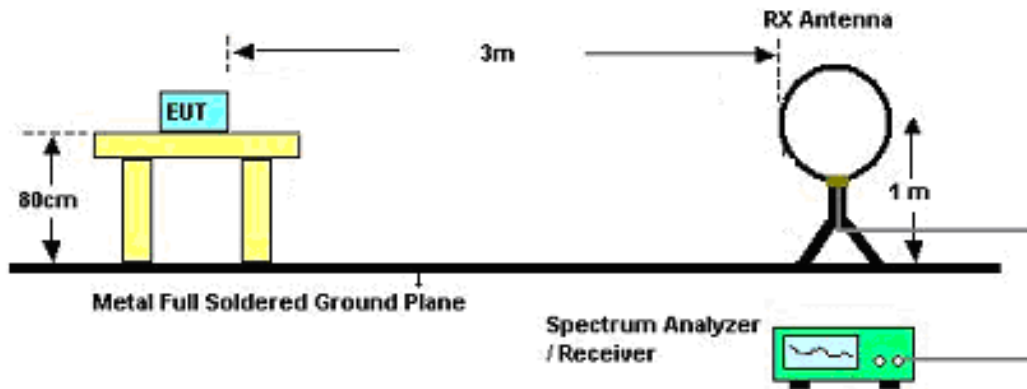 RX Antenna
3m
EUT
80cm
1 m
Metal Full Soldered Ground Plane
Spectrum Analyzer
/ Receiver